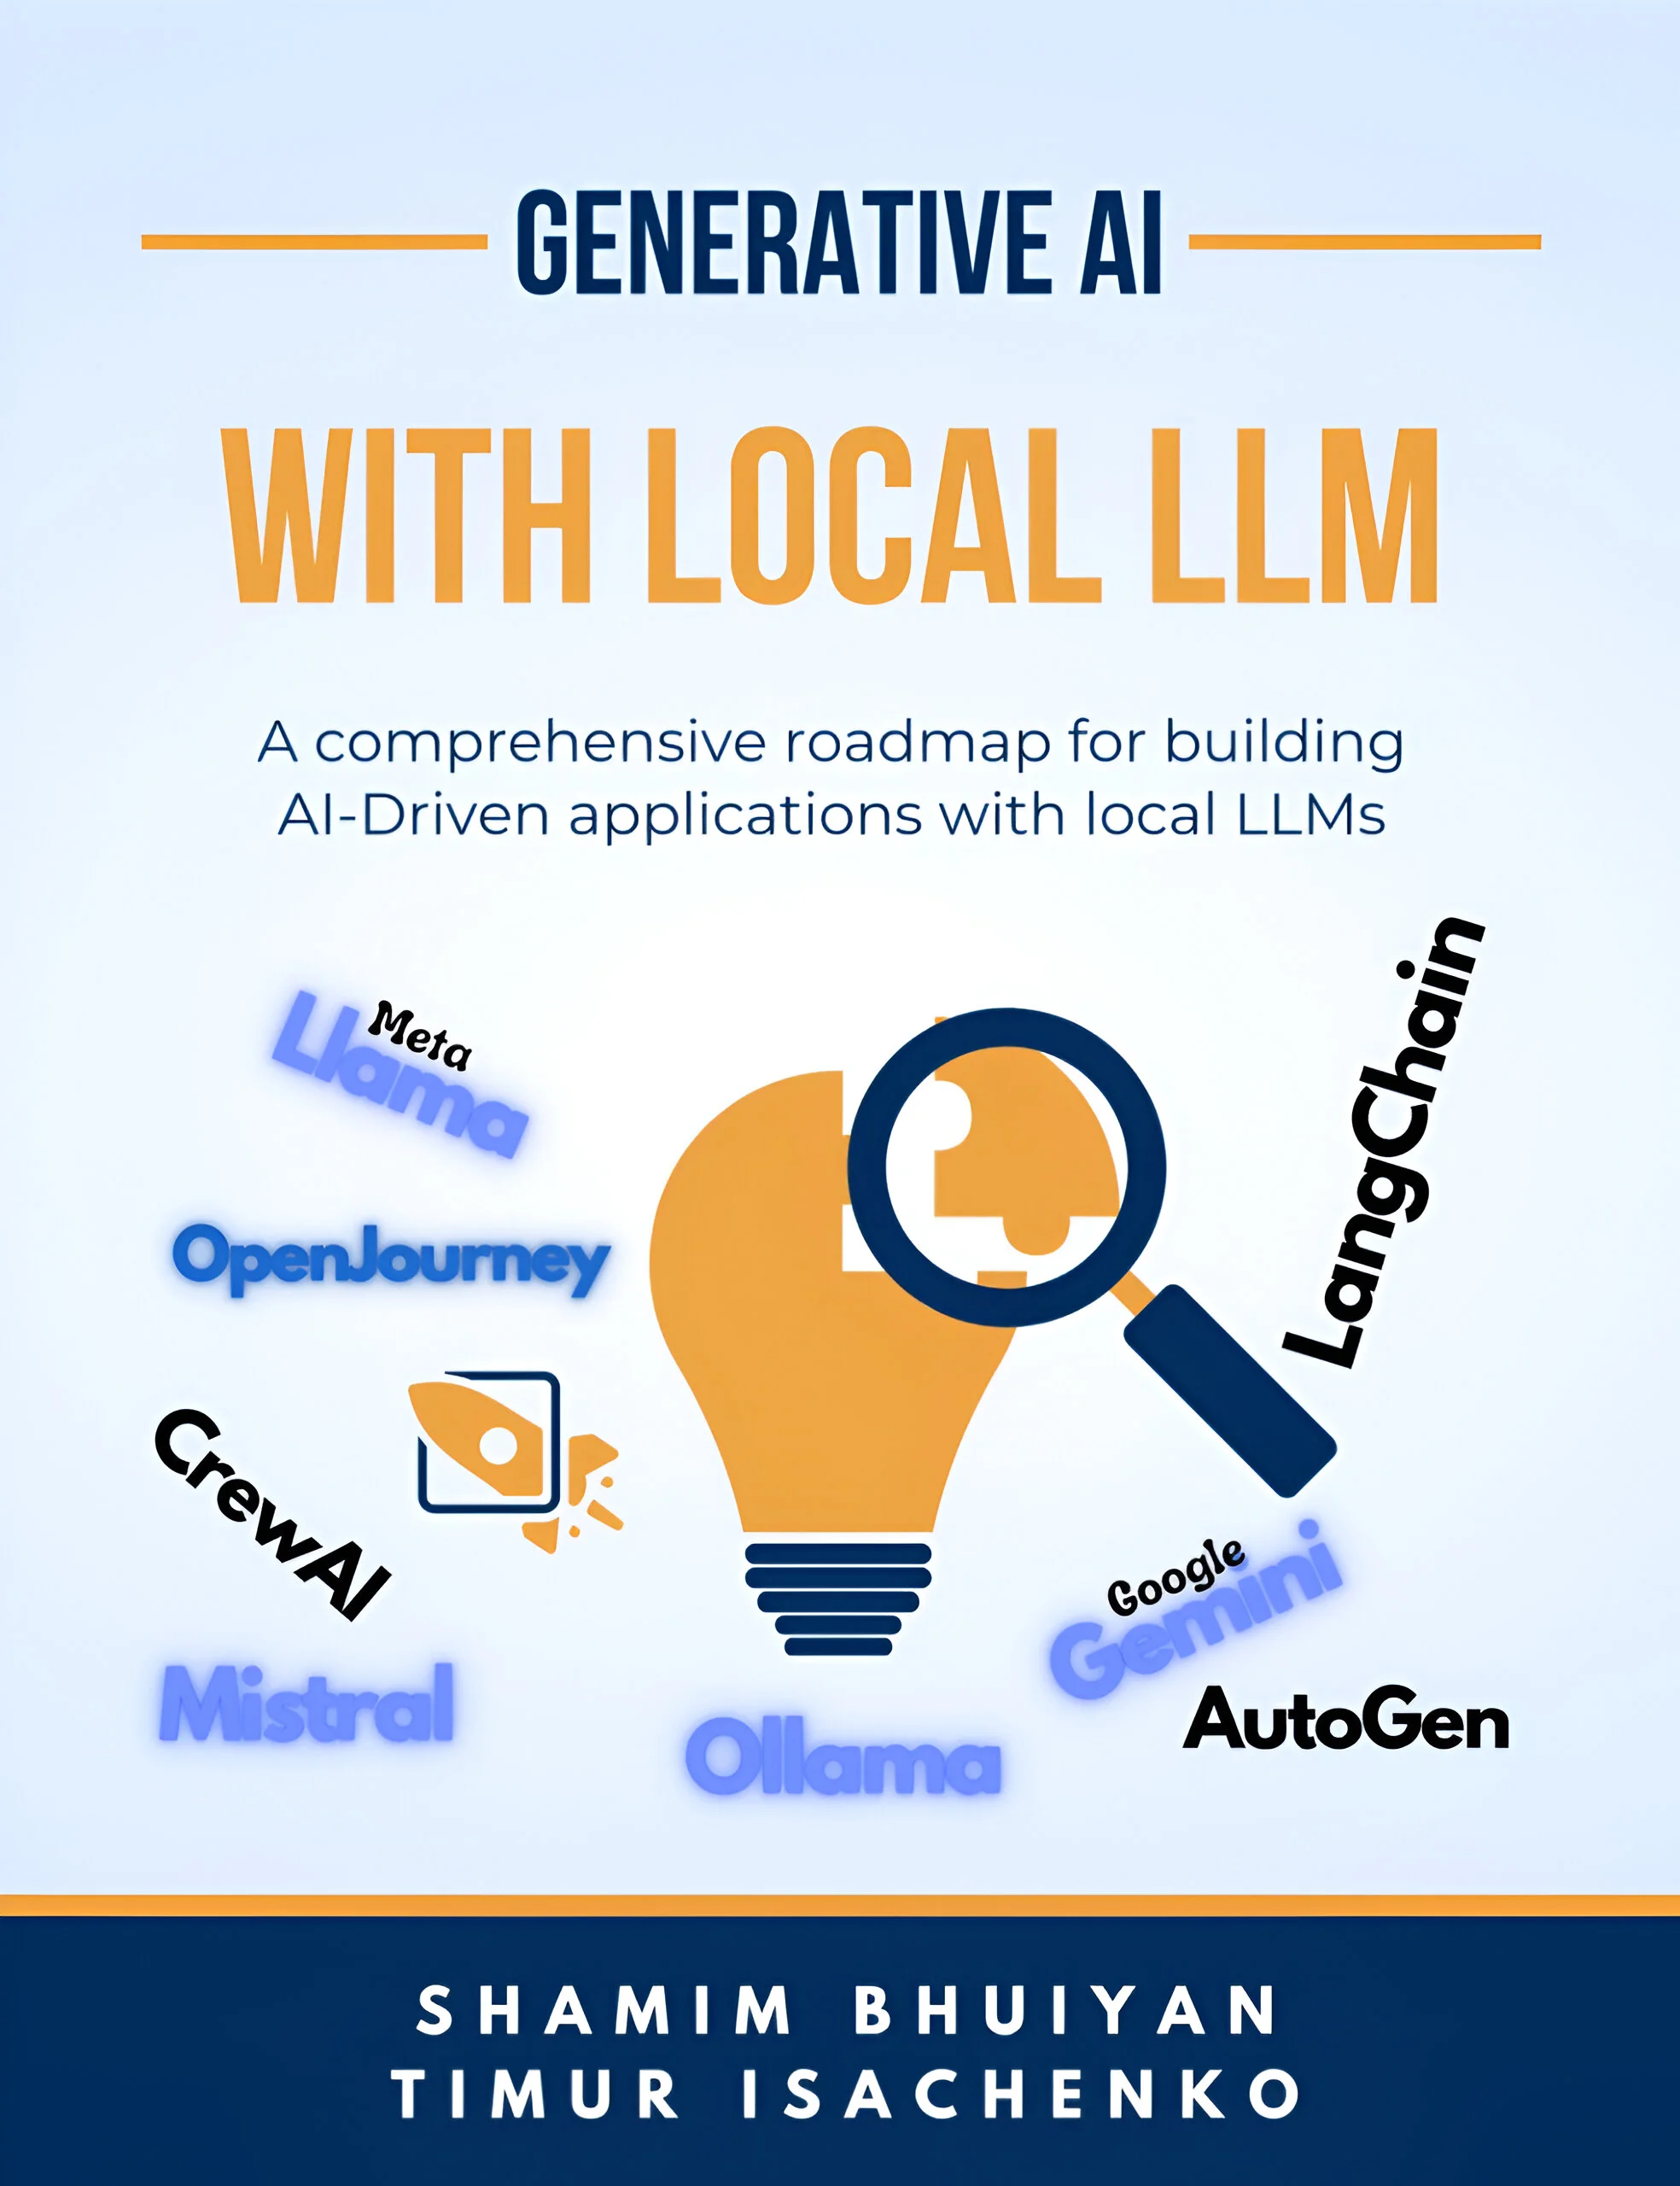 GENERATIVE AI
WITH LOCAL LLM
A comprehensive roadmap for building
AI-Driven applications with local LLMs
Meta
Llama
LangChain
OpenJourney
CrewAI
Google
Gemini
Mistral
AutoGen
Ollama
SHAMIM BHUIYAN
TIMUR ISACHENKO